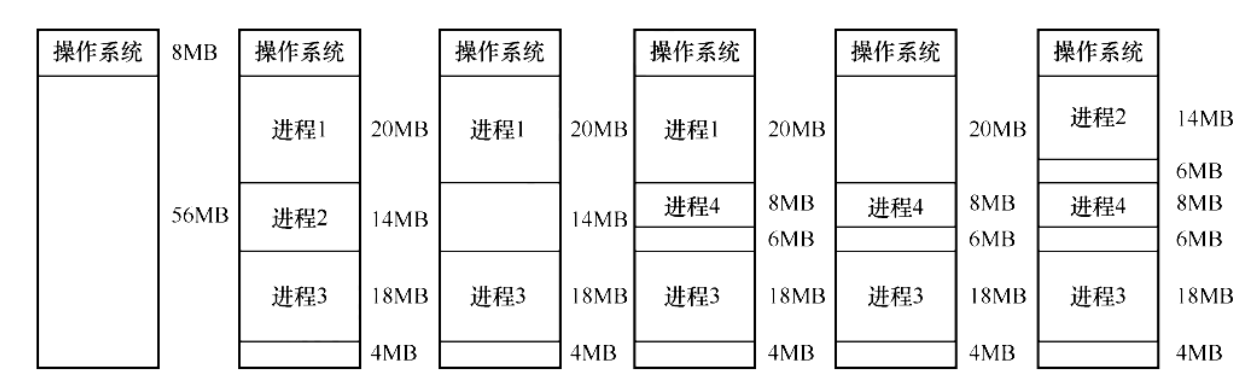 操作系统 8MB 操作系统 操作系统 操作系统 操作系统 操作系统
进程1 20MB 进程1 20MB 进程1 20MB 20MB 进程2 14MB
6MB
56MB 进程2 14MB 14MB 进程4 8MB 进程4 8MB 进程4 8MB
6MB 6MB 6MB
进程3 18MB 进程3 18MB 进程3 18MB 进程3 18MB 进程3 18MB
4MB 4MB 4MB 4MB 4MB